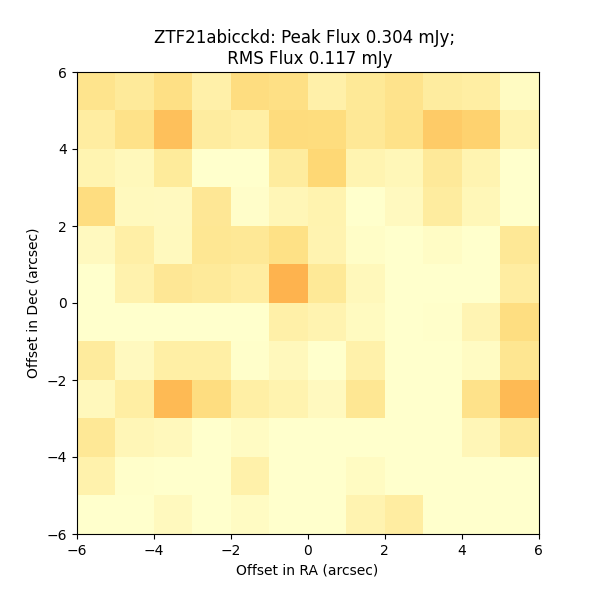 ZTF21abicckd: Peak Flux 0.304 mJy;
RMS Flux 0.117 mJy
6
4
2
0
−2
−4
−6
Offset in Dec (arcsec)
−6 −4 −2 0 2 4 6
Offset in RA (arcsec)